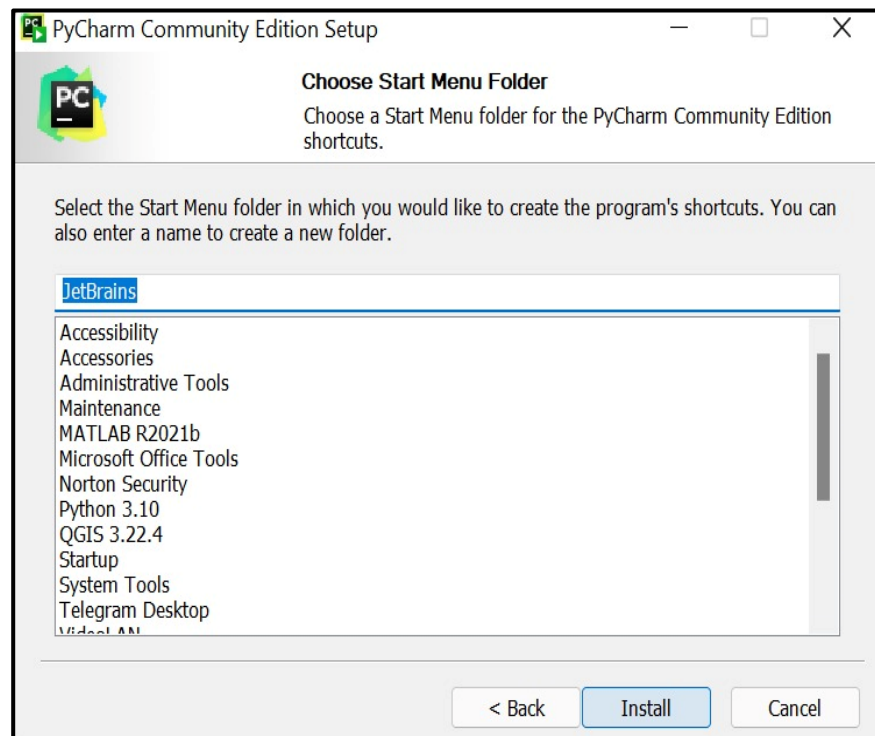 PyCharm Community Edition Setup
PC
Choose Start Menu Folder
Choose a Start Menu folder for the PyCharm Community Edition
shortcuts.
Select the Start Menu folder in which you would like to create the program's shortcuts. You can
also enter a name to create a new folder.
JetBrains
Accessibility
Accessories
Administrative Tools
Maintenance
MATLAB R2021b
Microsoft Office Tools
Norton Security
Python 3.10
QGIS 3.22.4
Startup
System Tools
Telegram Desktop
VideoLAN
< Back
Install
Cancel